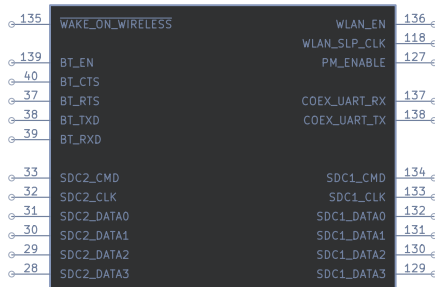 135 WAKE_ON_WIRELESS WLAN_EN 136
WLAN_SLP_CLK 118
139 BT_EN PM_ENABLE 127
40 BT_CTS
37 BT_RTS COEX_UART_RX 137
38 BT_TXD COEX_UART_TX 138
39 BT_RXD
33 SDC2_CMD SDC1_CMD 134
32 SDC2_CLK SDC1_CLK 133
31 SDC2_DATA0 SDC1_DATA0 132
30 SDC2_DATA1 SDC1_DATA1 131
29 SDC2_DATA2 SDC1_DATA2 130
28 SDC2_DATA3 SDC1_DATA3 129